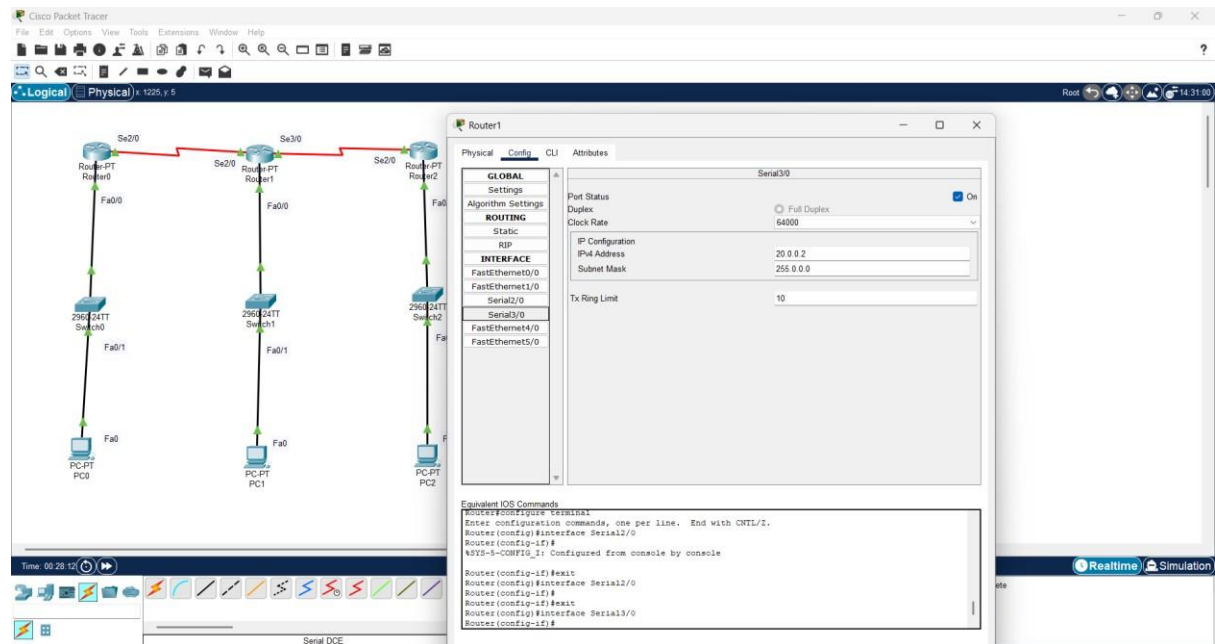 Cisco Packet Tracer
File Edit Options View Tools Extensions Window Help
?
Logical Physical x: 1225, y: 5
Root 14:31:00
Se2/0
Router-PT
Router0
Fa0/0
2960-24TT
Switch0
Fa0/1
Fa0
PC-PT
PC0
Se3/0
Se2/0
Router-PT
Router1
Fa0/0
2960-24TT
Switch1
Fa0/1
Fa0
PC-PT
PC1
Se2/0
Router-PT
Router2
Fa0
2960-24TT
Switch2
Fa
F
PC-PT
PC2
Router1
Physical Config CLI Attributes
GLOBAL
Settings
Algorithm Settings
ROUTING
Static
RIP
INTERFACE
FastEthernet0/0
FastEthernet1/0
Serial2/0
Serial3/0
FastEthernet4/0
FastEthernet5/0
Serial3/0
Port Status On
Duplex Full Duplex
Clock Rate 64000
IP Configuration
IPv4 Address 20.0.0.2
Subnet Mask 255.0.0.0
Tx Ring Limit 10
Equivalent IOS Commands
Router#configure terminal
Enter configuration commands, one per line. End with CNTL/Z.
Router(config)#interface Serial2/0
Router(config-if)#
%SYS-5-CONFIG_I: Configured from console by console
Router(config-if)#exit
Router(config)#interface Serial2/0
Router(config-if)#
Router(config-if)#exit
Router(config)#interface Serial3/0
Router(config-if)#
Time: 00:28:12
Realtime Simulation
ete
Serial DCE